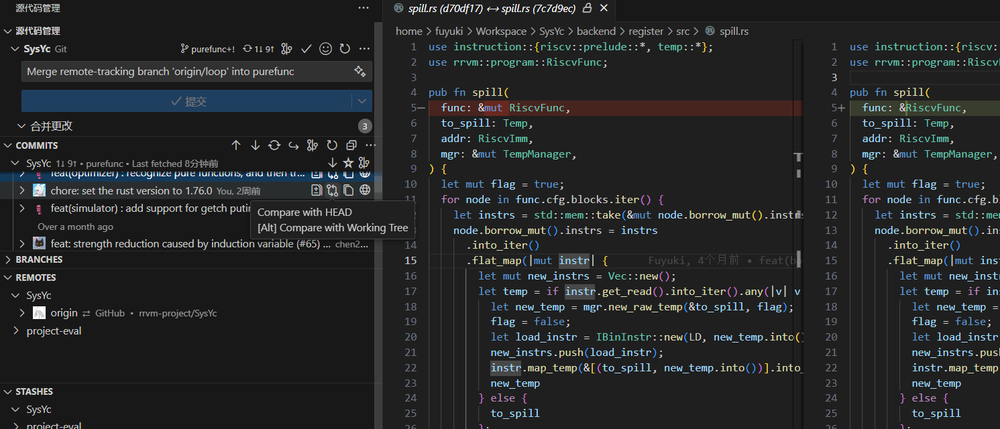 源代码管理
源代码管理
SysYc Git purefunc+! 1↓ 9↑
Merge remote-tracking branch 'origin/loop' into purefunc
提交
合并更改 3
COMMITS
SysYc 1↓ 9↑ • purefunc • Last fetched 8分钟前
feat(optimizer) : recognize pure functions, and then tr...
chore: set the rust version to 1.76.0 You, 2周前
feat(simulator) : add support for getch putin
Compare with HEAD
[Alt] Compare with Working Tree
Over a month ago
feat: strength reduction caused by induction variable (#65) ... chen2...
BRANCHES
REMOTES
SysYc
origin ⇄ GitHub • rrvm-project/SysYc
project-eval
STASHES
SysYc
project-eval
spill.rs (d70df17) ↔ spill.rs (7c7d9ec)
home > fuyuki > Workspace > SysYc > backend > register > src > spill.rs
1 use instruction::{riscv::prelude::*, temp::*};
2 use rrvm::program::RiscvFunc;
3
4 pub fn spill(
5− func: &mut RiscvFunc,
6 to_spill: Temp,
7 addr: RiscvImm,
8 mgr: &mut TempManager,
9 ) {
10 let mut flag = true;
11 for node in func.cfg.blocks.iter() {
12 let instrs = std::mem::take(&mut node.borrow_mut().instrs
13 node.borrow_mut().instrs = instrs
14 .into_iter()
15 .flat_map(|mut instr| { Fuyuki, 4个月前 • feat(ba
16 let mut new_instrs = Vec::new();
17 let temp = if instr.get_read().into_iter().any(|v| v
18 let new_temp = mgr.new_raw_temp(&to_spill, flag);
19 flag = false;
20 let load_instr = IBinInstr::new(LD, new_temp.into()
21 new_instrs.push(load_instr);
22 instr.map_temp(&[(to_spill, new_temp.into())].into_
23 new_temp
24 } else {
25 to_spill
26 };
1 use instruction::{riscv:
2 use rrvm::program::Riscv
3
4 pub fn spill(
5+ func: &RiscvFunc,
6 to_spill: Temp,
7 addr: RiscvImm,
8 mgr: &mut TempManager,
9 ) {
10 let mut flag = true;
11 for node in func.cfg.bl
12 let instrs = std::mem
13 node.borrow_mut().ins
14 .into_iter()
15 .flat_map(|mut inst
16 let mut new_instr
17 let temp = if ins
18 let new_temp =
19 flag = false;
20 let load_instr
21 new_instrs.push
22 instr.map_temp
23 new_temp
24 } else {
25 to_spill
26 };